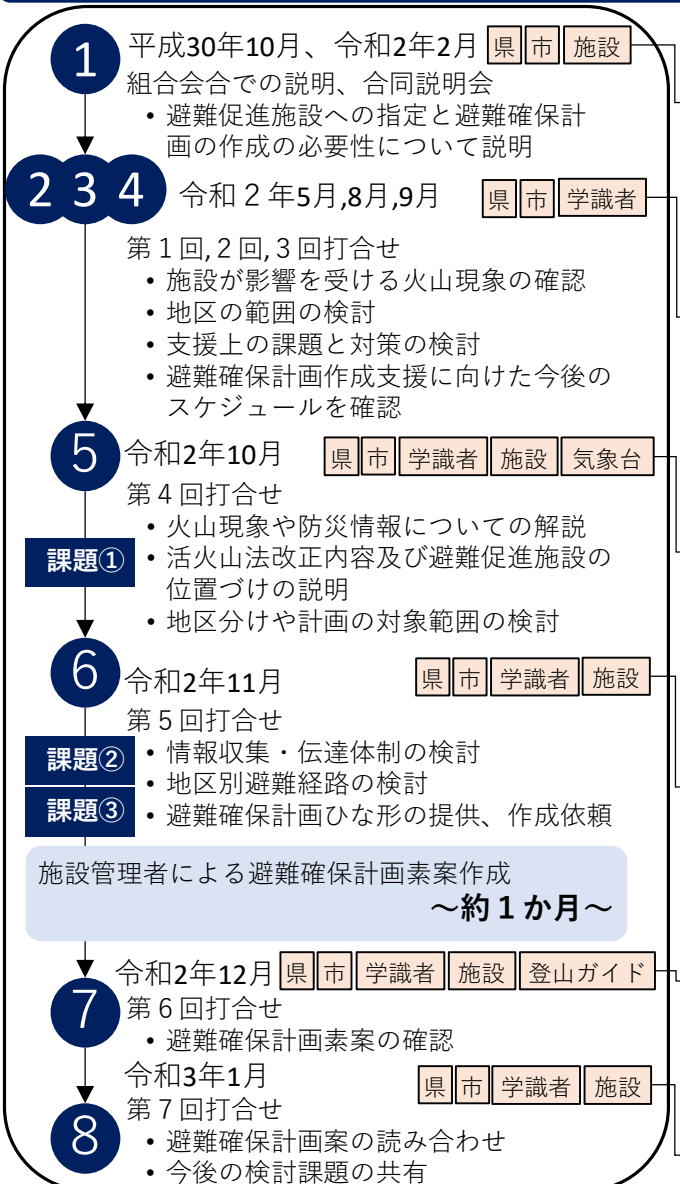 1
平成30年10月、令和2年2月 県 市 施設
組合会合での説明、合同説明会
• 避難促進施設への指定と避難確保計
画の作成の必要性について説明
2 3 4 令和２年5月,8月,9月 県 市 学識者
第１回,２回,３回打合せ
• 施設が影響を受ける火山現象の確認
• 地区の範囲の検討
• 支援上の課題と対策の検討
• 避難確保計画作成支援に向けた今後の
スケジュールを確認
5 令和2年10月 県 市 学識者 施設 気象台
第４回打合せ
• 火山現象や防災情報についての解説
課題① • 活火山法改正内容及び避難促進施設の
位置づけの説明
• 地区分けや計画の対象範囲の検討
6 令和2年11月 県 市 学識者 施設
第５回打合せ
課題② • 情報収集・伝達体制の検討
• 地区別避難経路の検討
課題③ • 避難確保計画ひな形の提供、作成依頼
施設管理者による避難確保計画素案作成
～約１か月～
令和2年12月 県 市 学識者 施設 登山ガイド
7 第６回打合せ
• 避難確保計画素案の確認
令和3年1月 県 市 学識者 施設
第７回打合せ
8 • 避難確保計画案の読み合わせ
• 今後の検討課題の共有